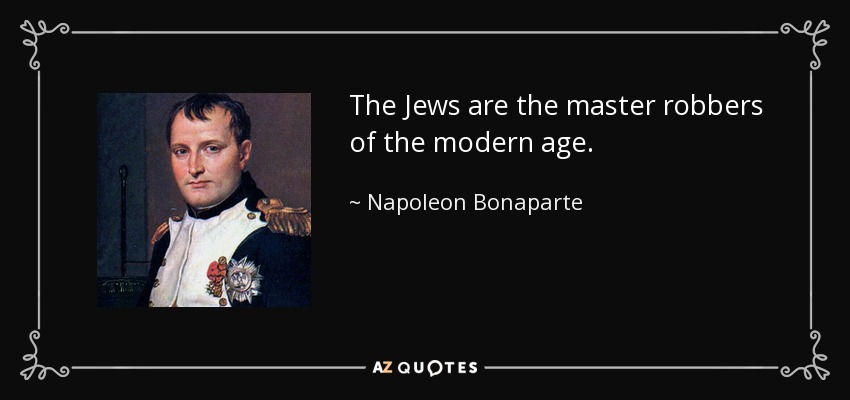 The Jews are the master robbers
of the modern age.
~ Napoleon Bonaparte
AZ QUOTES